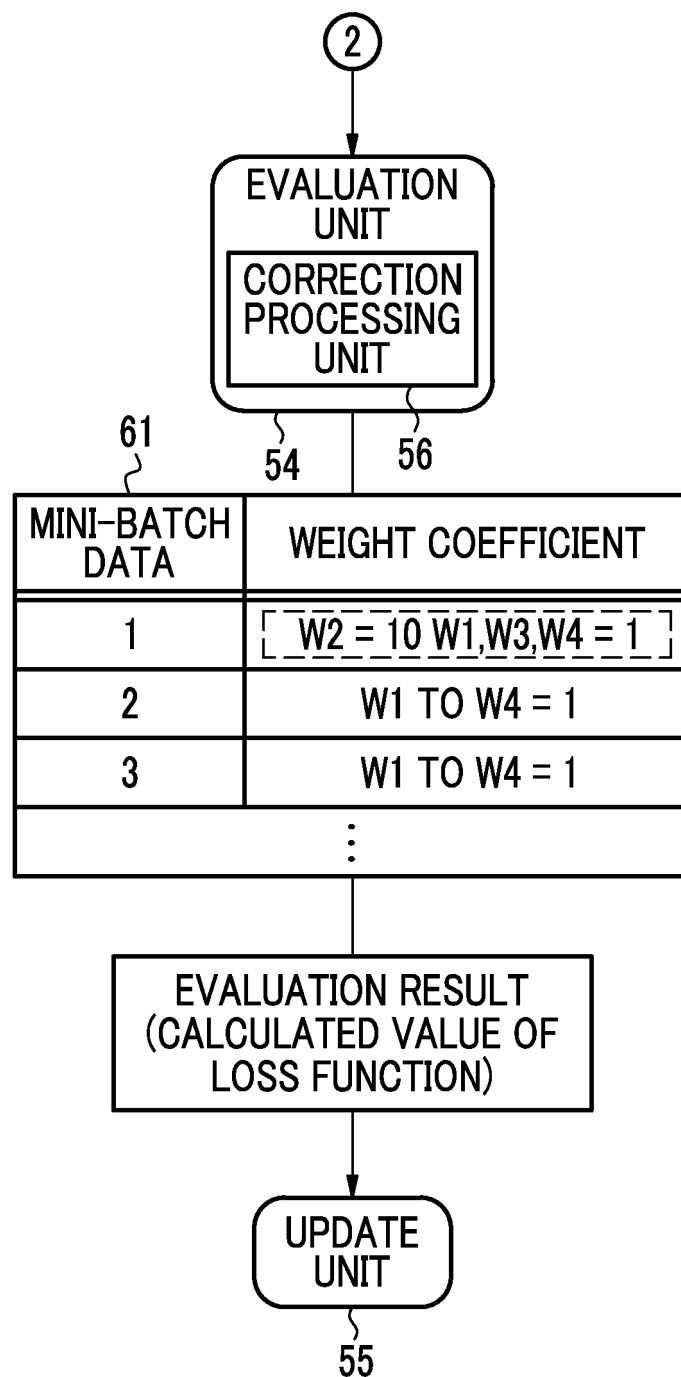 2
EVALUATION
UNIT
CORRECTION
PROCESSING
UNIT
54
56
61
MINI-BATCH
DATA
WEIGHT COEFFICIENT
1
W2 = 10 W1,W3,W4 = 1
2
W1 TO W4 = 1
3
W1 TO W4 = 1
⋮
EVALUATION RESULT
(CALCULATED VALUE OF
LOSS FUNCTION)
UPDATE
UNIT
55